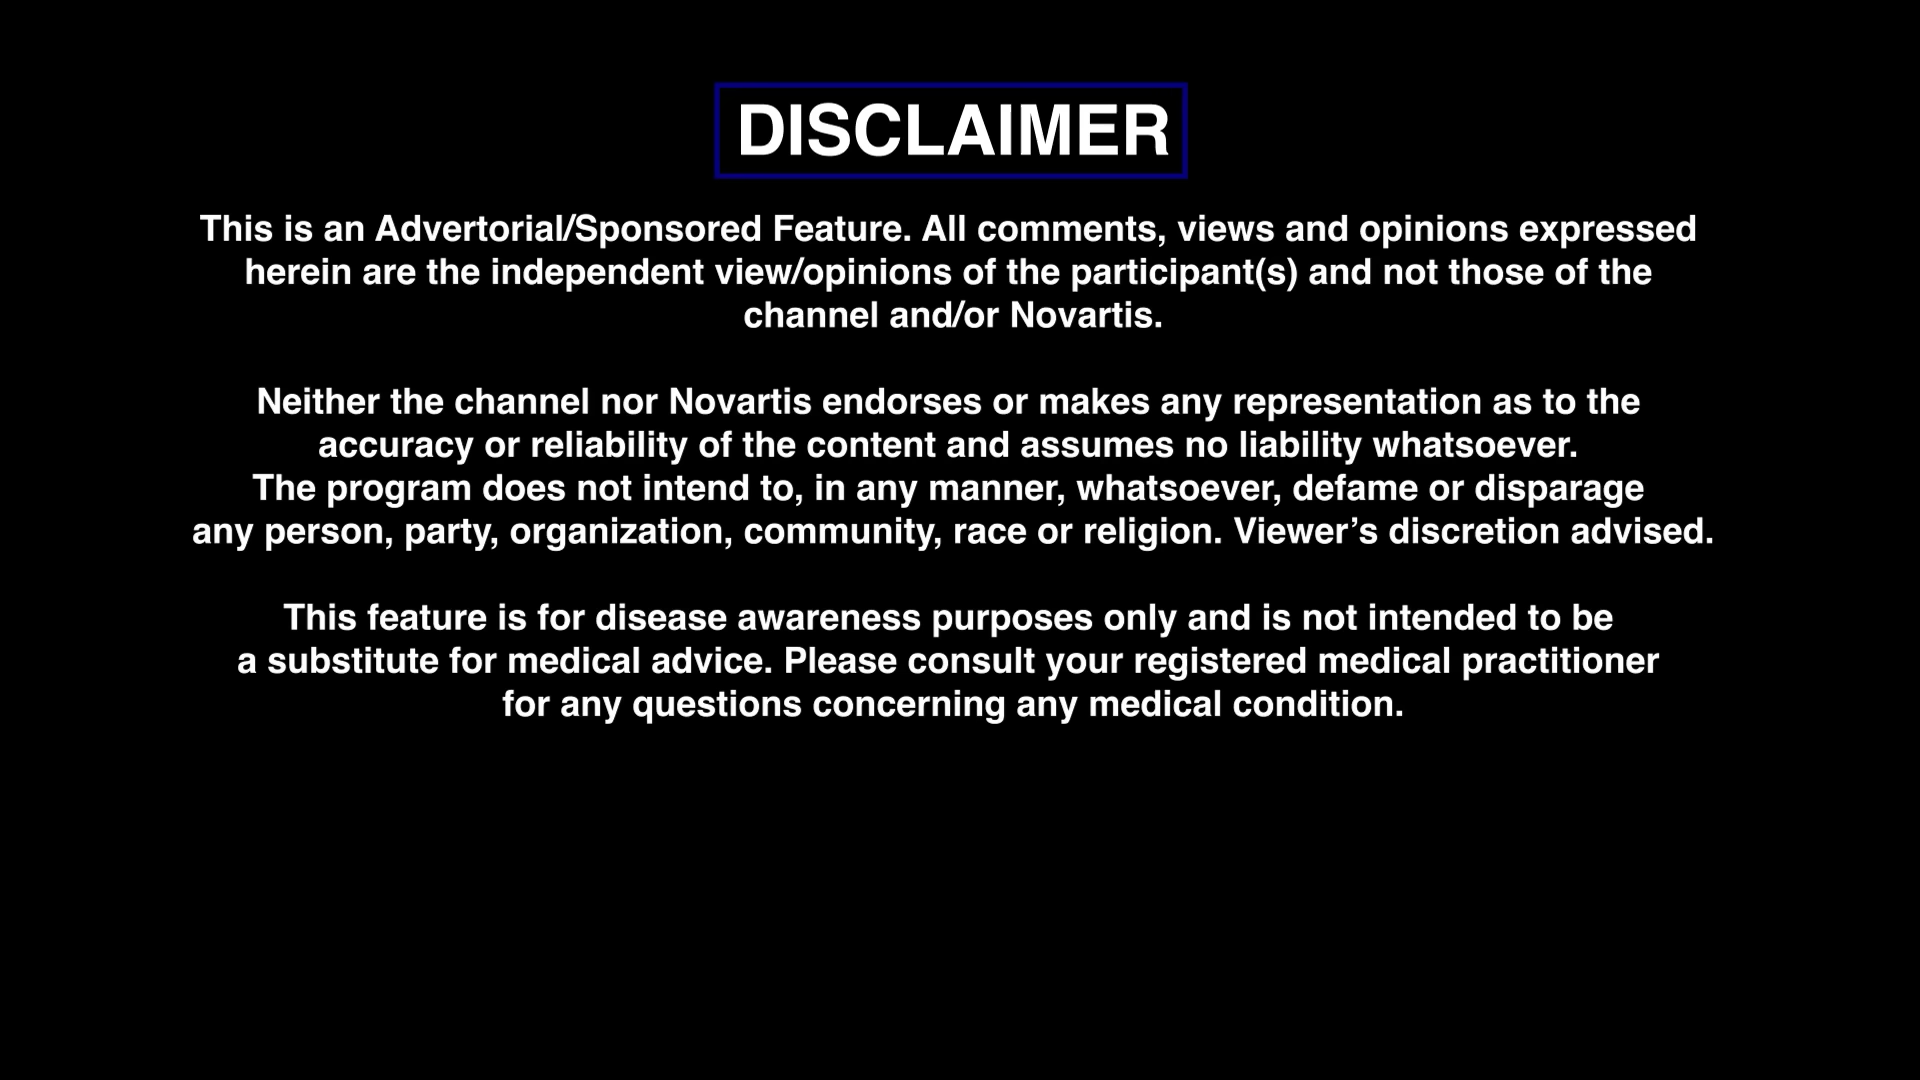 DISCLAIMER
This is an Advertorial/Sponsored Feature. All comments, views and opinions expressed
herein are the independent view/opinions of the participant(s) and not those of the
channel and/or Novartis.
Neither the channel nor Novartis endorses or makes any representation as to the
accuracy or reliability of the content and assumes no liability whatsoever.
The program does not intend to, in any manner, whatsoever, defame or disparage
any person, party, organization, community, race or religion. Viewer’s discretion advised.
This feature is for disease awareness purposes only and is not intended to be
a substitute for medical advice. Please consult your registered medical practitioner
for any questions concerning any medical condition.